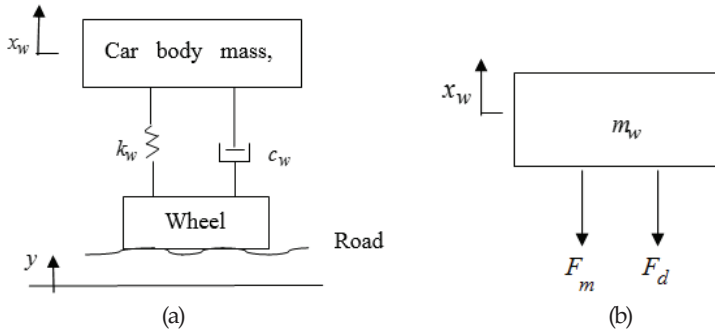 x_w
Car body mass,
k_w
c_w
Wheel
Road
y
(a)
x_w
m_w
F_m
F_d
(b)